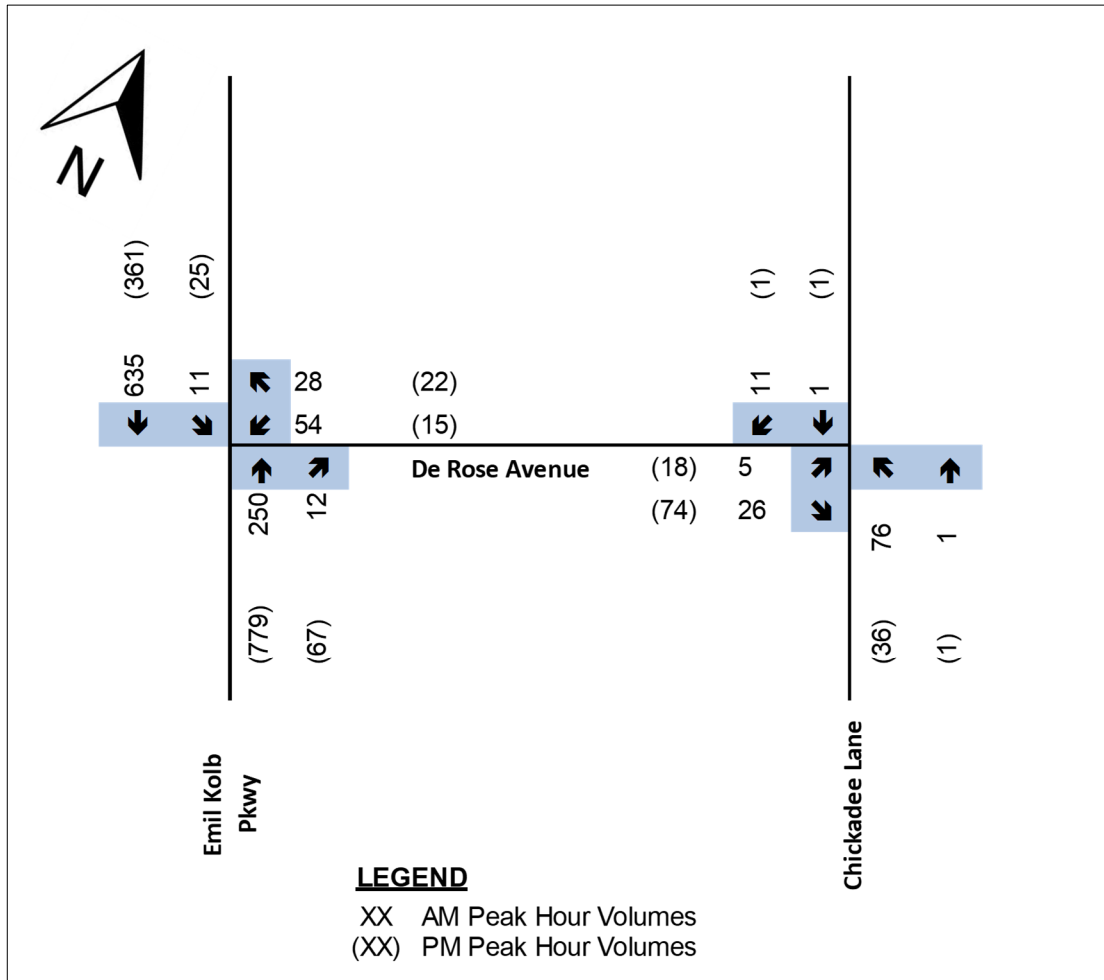 N
(361) (25) (1) (1)
635 11 28 (22) 11 1
54 (15)
De Rose Avenue (18) 5
250 12 (74) 26 76 1
(779) (67) (36) (1)
Emil Kolb
Pkwy
Chickadee Lane
LEGEND
XX AM Peak Hour Volumes
(XX) PM Peak Hour Volumes